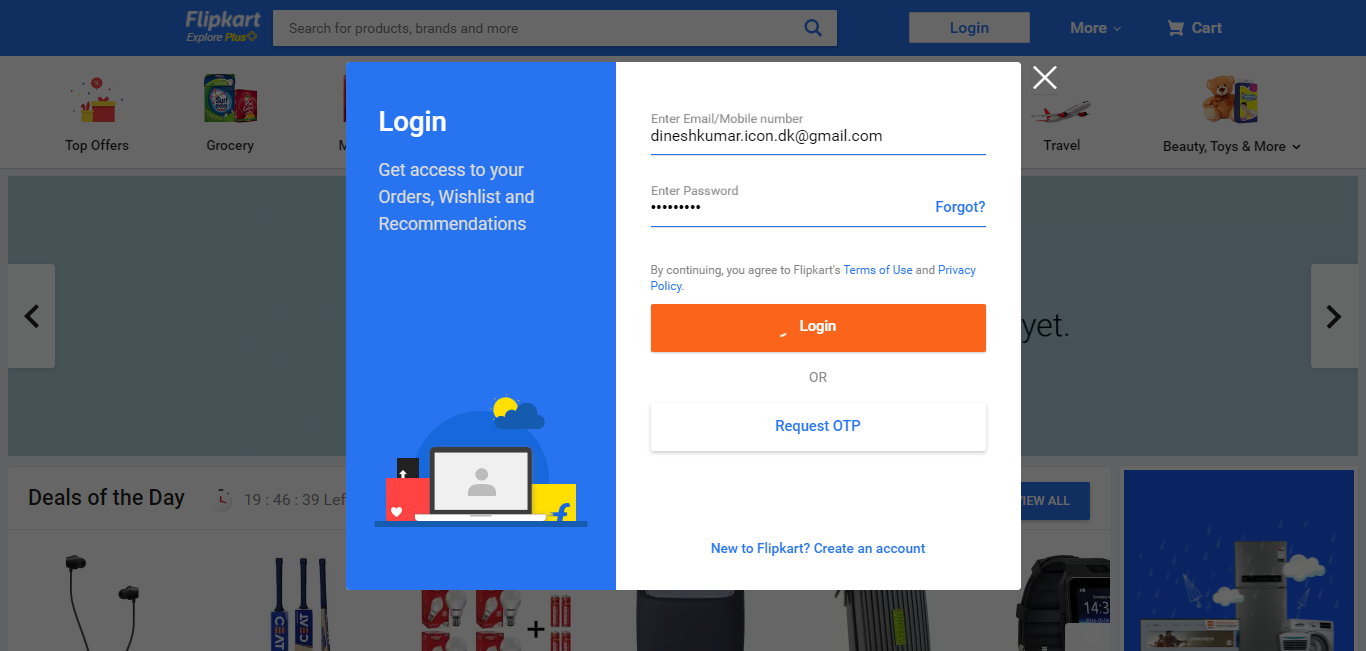 Flipkart
Explore Plus
Search for products, brands and more
Login
More
Cart
Top Offers
Grocery
M
Travel
Beauty, Toys & More
Login
Get access to your
Orders, Wishlist and
Recommendations
Enter Email/Mobile number
dineshkumar.icon.dk@gmail.com
Enter Password
•••••••••
Forgot?
By continuing, you agree to Flipkart's Terms of Use and Privacy
Policy.
Login
OR
Request OTP
New to Flipkart? Create an account
yet.
Deals of the Day
19 : 46 : 39 Lef
VIEW ALL
CEAT
CEAT
14:3